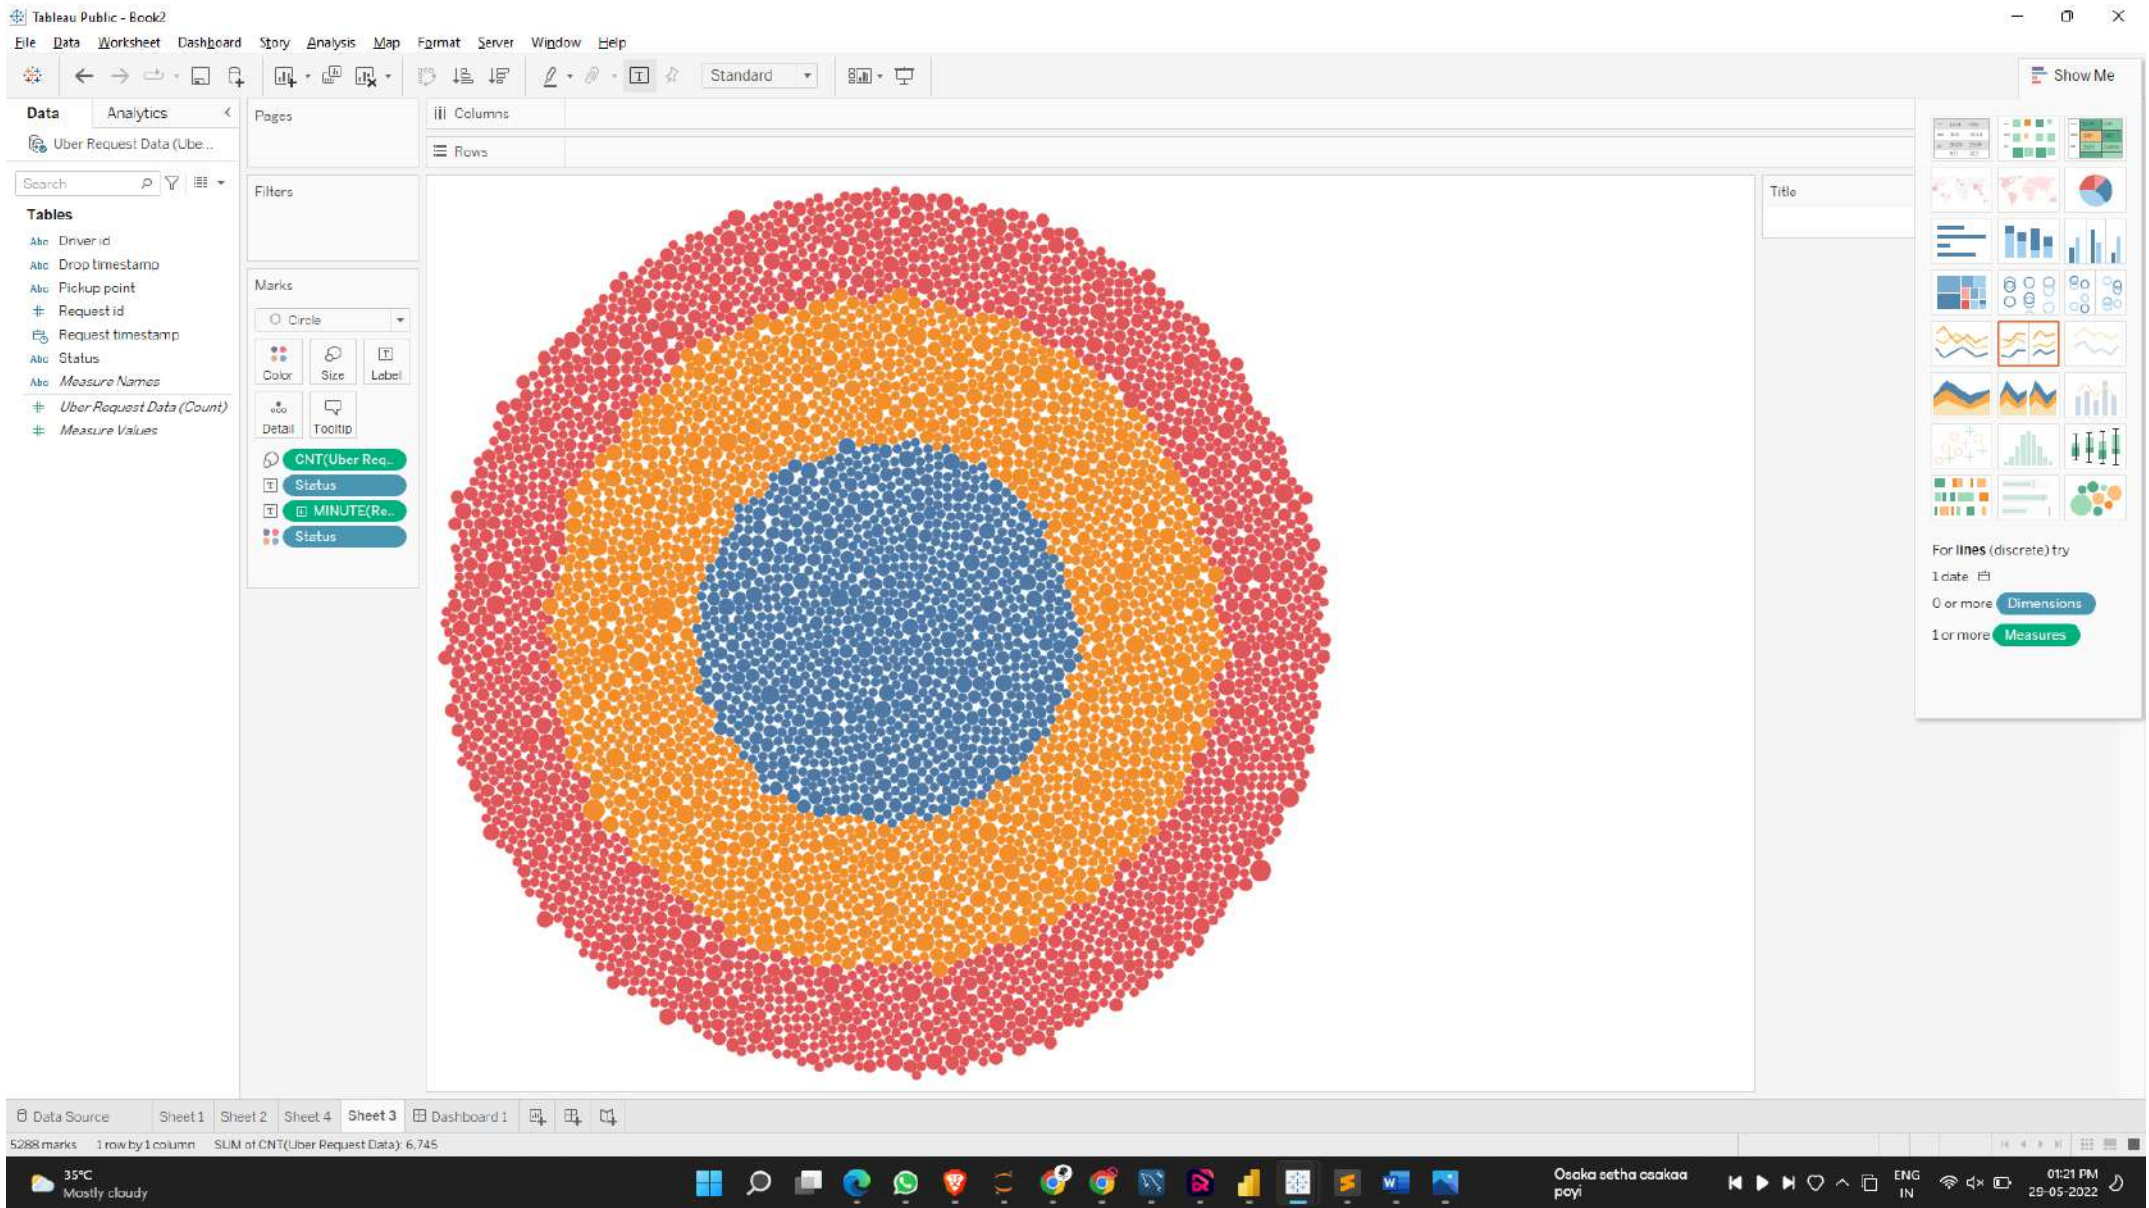 Tableau Public - Book2
File Data Worksheet Dashboard Story Analysis Map Format Server Window Help
Standard
Show Me
Data Analytics
Uber Request Data (Ube...
Search
Tables
Abc Driver id
Abc Drop timestamp
Abc Pickup point
# Request id
Request timestamp
Abc Status
Abc Measure Names
# Uber Request Data (Count)
# Measure Values
Pages
Filters
Marks
Circle
Color Size Label
Detail Tooltip
CNT(Uber Req..
Status
MINUTE(Re..
Status
Columns
Rows
Title
For lines (discrete) try
1 date
0 or more Dimensions
1 or more Measures
Data Source Sheet 1 Sheet 2 Sheet 4 Sheet 3 Dashboard 1
5288 marks 1 row by 1 column SUM of CNT(Uber Request Data): 6,745
35°C
Mostly cloudy
Osaka setha osakaa
poyi
ENG
IN
01:21 PM
29-05-2022